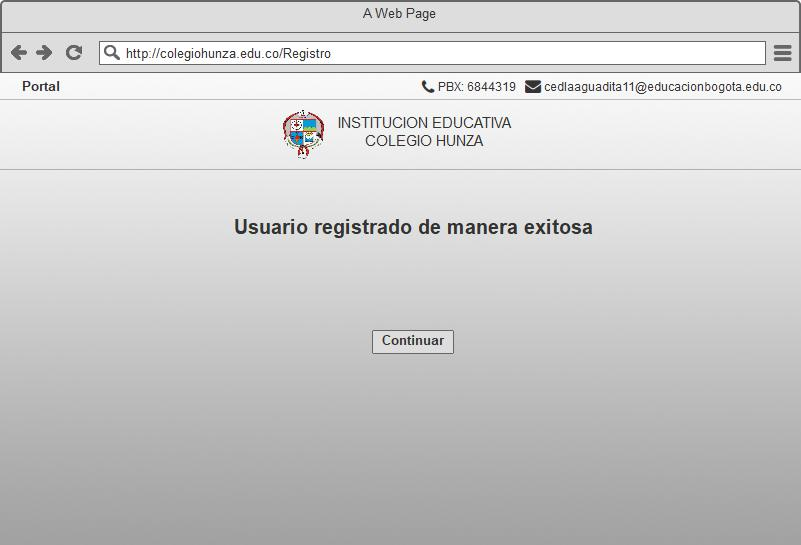 A Web Page
http://colegiohunza.edu.co/Registro
Portal
PBX: 6844319
cedlaaguadita11@educacionbogota.edu.co
INSTITUCION EDUCATIVA
COLEGIO HUNZA
Usuario registrado de manera exitosa
Continuar